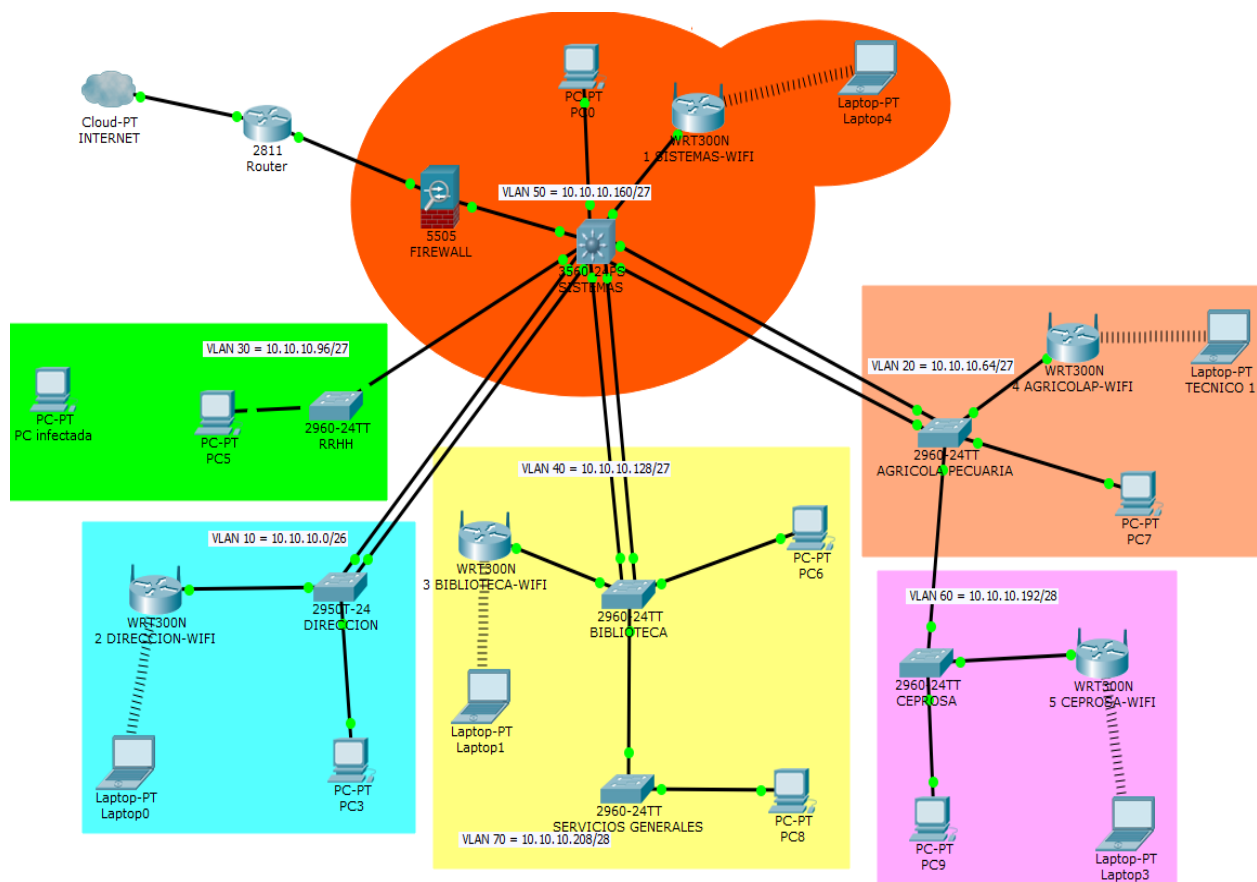 Cloud-PT
INTERNET
2811
Router
5505
FIREWALL
PC-PT
PC0
WRT300N
1 SISTEMAS-WIFI
Laptop-PT
Laptop4
VLAN 50 = 10.10.10.160/27
3560-24PS
SISTEMAS
VLAN 30 = 10.10.10.96/27
PC-PT
PC infectada
PC-PT
PC5
2960-24TT
RRHH
VLAN 20 = 10.10.10.64/27
WRT300N
4 AGRICOLAP-WIFI
Laptop-PT
TECNICO 1
2960-24TT
AGRICOLA PECUARIA
PC-PT
PC7
VLAN 10 = 10.10.10.0/26
WRT300N
2 DIRECCION-WIFI
2950T-24
DIRECCION
Laptop-PT
Laptop0
PC-PT
PC3
VLAN 40 = 10.10.10.128/27
WRT300N
3 BIBLIOTECA-WIFI
PC-PT
PC6
2960-24TT
BIBLIOTECA
Laptop-PT
Laptop1
2960-24TT
SERVICIOS GENERALES
PC-PT
PC8
VLAN 70 = 10.10.10.208/28
VLAN 60 = 10.10.10.192/28
2960-24TT
CEPROSA
WRT300N
5 CEPROSA-WIFI
PC-PT
PC9
Laptop-PT
Laptop3